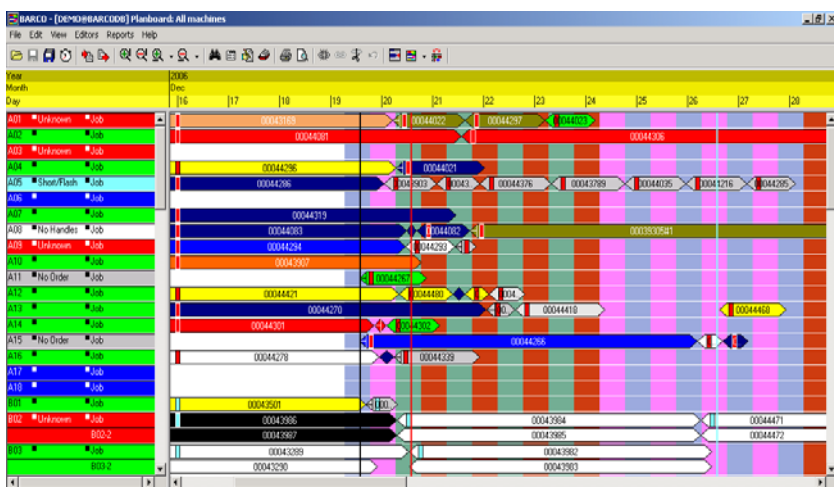 BARCO - [DEMO@BARCODB] Planboard: All machines
File Edit View Editors Reports Help
Year 2006
Month Dec
Day 16 17 18 19 20 21 22 23 24 26 27 28
A01 Unknown Job 00043169 00044022 00044297 00044023
A02 Job 00044081 00044306
A03 Unknown Job
A04 Job 00044296 00044021
A05 Short/Flash Job 00044286 00044376 00043789 00044035 00044285
A06 Job
A07 Job 00044319
A08 No Handles Job 00044083 00044082 00039305#1
A09 Unknown Job 00044294 00044293
A10 Job 00043907
A11 No Order Job 00044267
A12 Job 00044421 00044480
A13 Job 00044270 00044418 00044468
A14 Job 00044301 00044302
A15 No Order Job 00044266
A16 Job 00044278 00044339
A17 Job
A18 Job
B01 Job 00043501
B02 Unknown Job 00043986 00043984 00044471
B02-2 00043987 00043985 00044472
B03 Job 00043289 00043982
B03-2 00043290 00043983